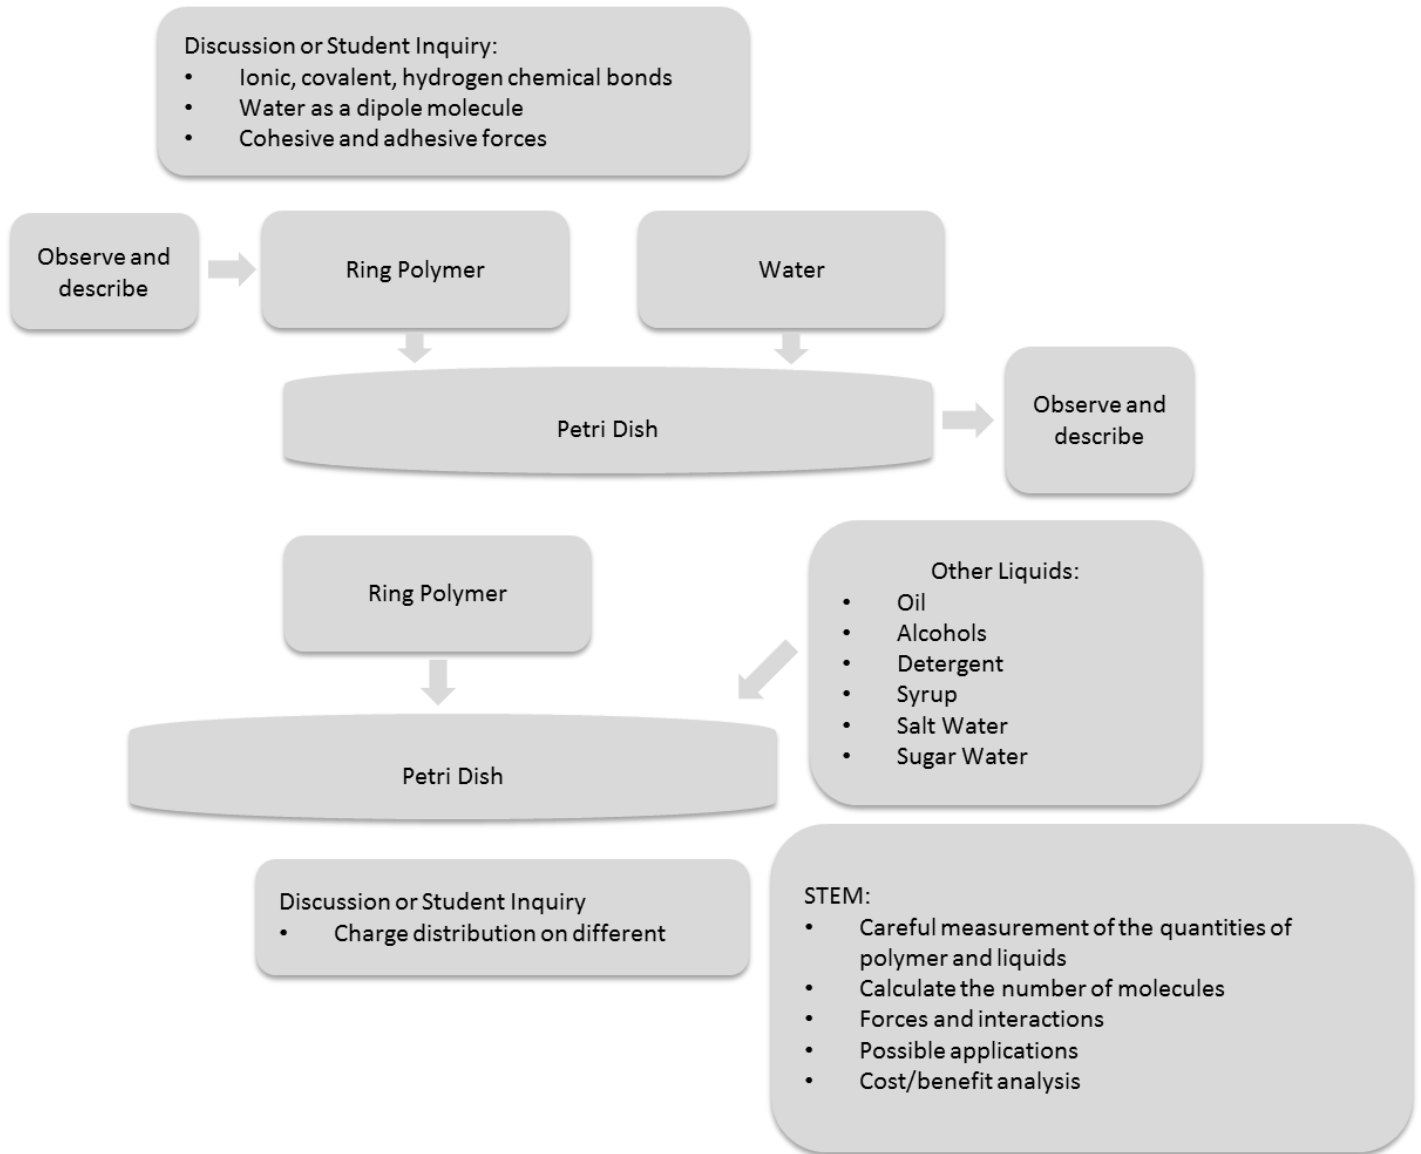 Discussion or Student Inquiry:
• Ionic, covalent, hydrogen chemical bonds
• Water as a dipole molecule
• Cohesive and adhesive forces
Observe and
describe
Ring Polymer
Water
Petri Dish
Observe and
describe
Ring Polymer
Other Liquids:
• Oil
• Alcohols
• Detergent
• Syrup
• Salt Water
• Sugar Water
Petri Dish
Discussion or Student Inquiry
• Charge distribution on different
STEM:
• Careful measurement of the quantities of
polymer and liquids
• Calculate the number of molecules
• Forces and interactions
• Possible applications
• Cost/benefit analysis